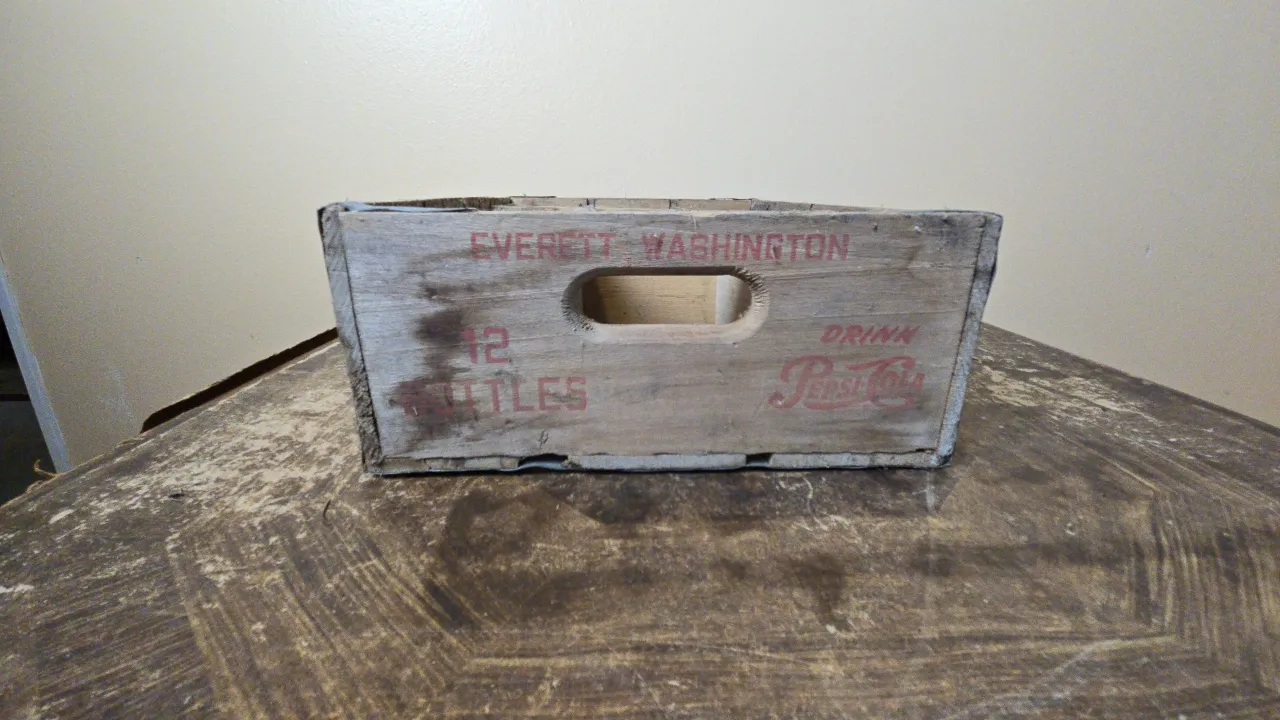 EVERETT WASHINGTON
12
BOTTLES
DRINK
PEPSI-COLA